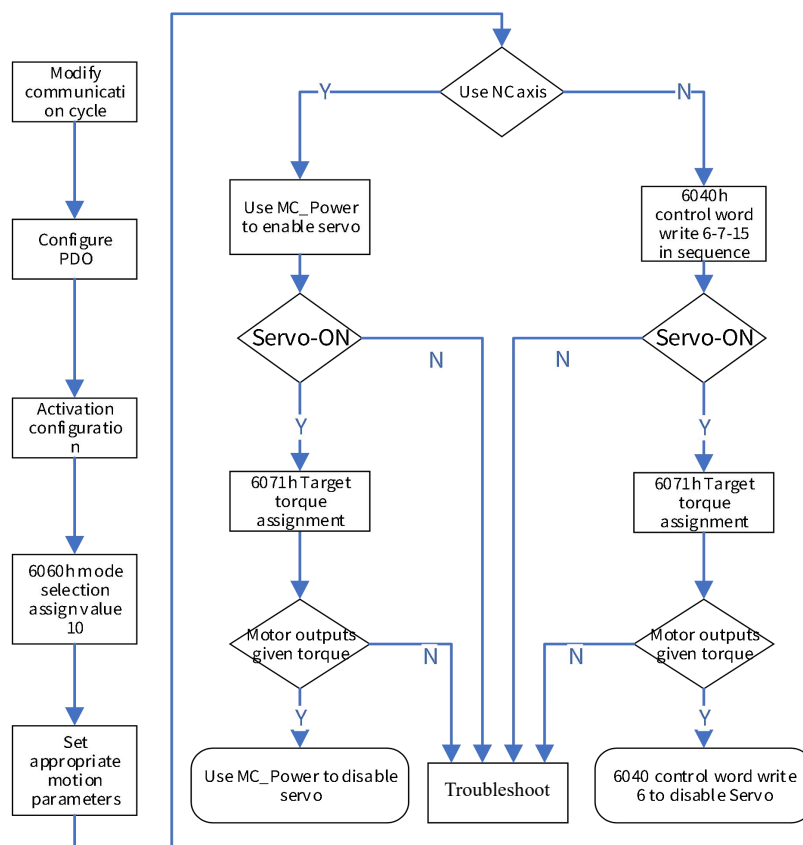 Modify
communicati
on cycle
Configure
PDO
Activation
configuratio
n
6060h mode
selection
assign value
10
Set
appropriate
motion
parameters
Use NC axis
Y
N
Use MC_Power
to enable servo
6040h
control word
write 6-7-15
in sequence
Servo-ON
Servo-ON
N
N
Y
Y
6071h Target
torque
assignment
6071h Target
torque
assignment
Motor outputs
given torque
Motor outputs
given torque
N
N
Y
Y
Use MC_Power to disable
servo
Troubleshoot
6040 control word write
6 to disable Servo